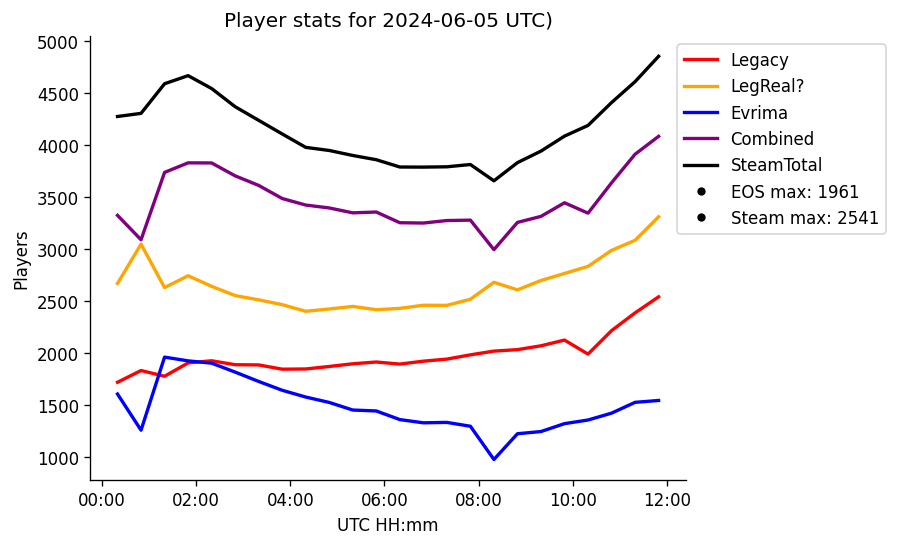 Player stats for 2024-06-05 UTC)
5000
4500
4000
3500
3000
2500
2000
1500
1000
Players
00:00 02:00 04:00 06:00 08:00 10:00 12:00
UTC HH:mm
Legacy
LegReal?
Evrima
Combined
SteamTotal
EOS max: 1961
Steam max: 2541